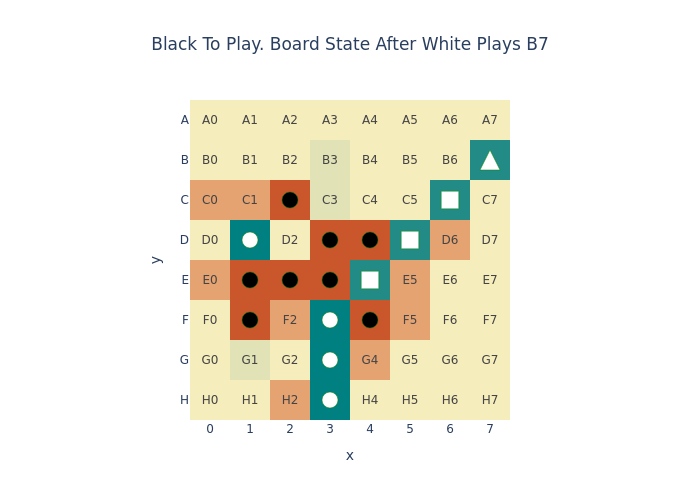 Black To Play. Board State After White Plays B7
A A0 A1 A2 A3 A4 A5 A6 A7
B B0 B1 B2 B3 B4 B5 B6
C C0 C1 C3 C4 C5 C7
D D0 D2 D6 D7
E E0 E5 E6 E7
F F0 F2 F5 F6 F7
G G0 G1 G2 G4 G5 G6 G7
H H0 H1 H2 H4 H5 H6 H7
0 1 2 3 4 5 6 7
x
y